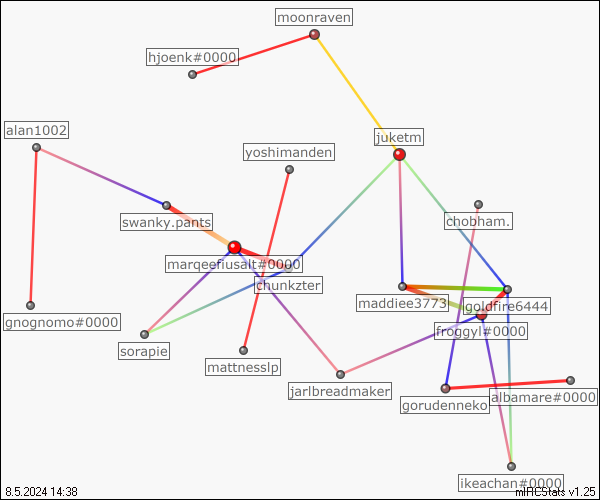 moonraven
hjoenk#0000
alan1002
juketm
yoshimanden
swanky.pants
chobham.
marqeefiusalt#0000
chunkzter
maddiee3773
goldfire6444
gnognomo#0000
froggyl#0000
sorapie
mattnesslp
jarlbreadmaker
albamare#0000
gorudenneko
ikeachan#0000
8.5.2024 14:38
mIRCStats v1.25